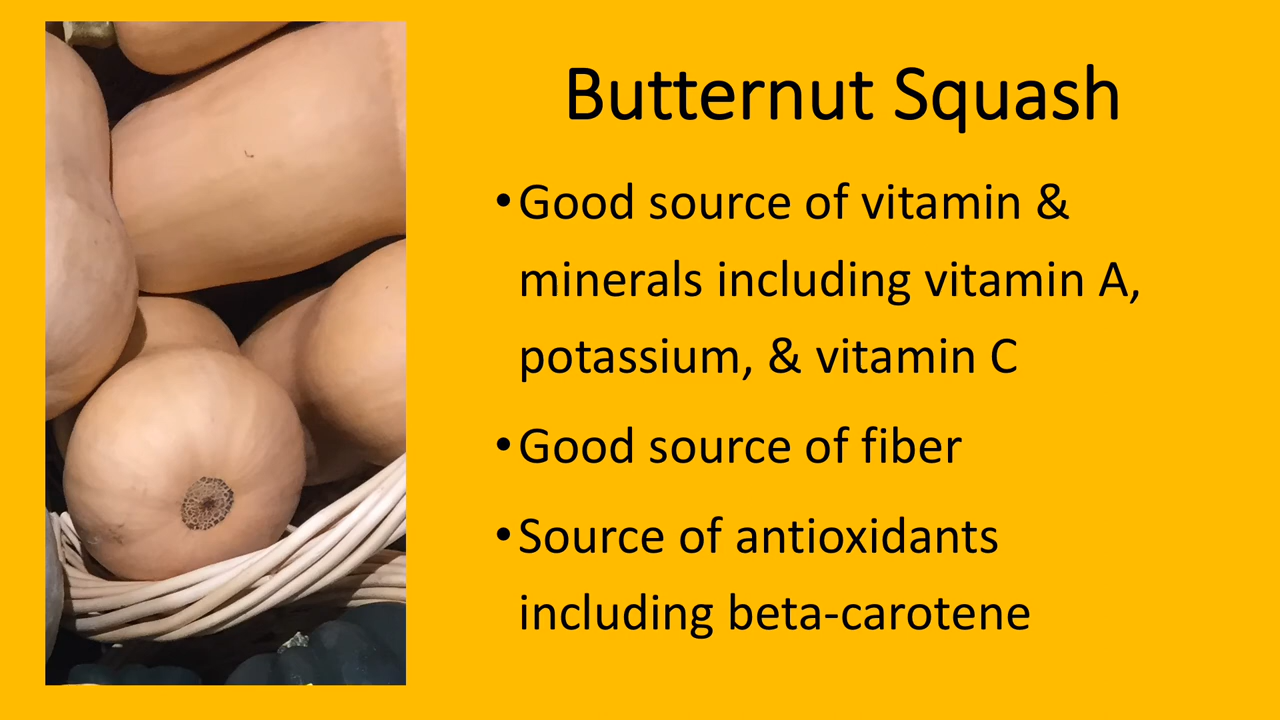 Butternut Squash
•Good source of vitamin &
minerals including vitamin A,
potassium, & vitamin C
•Good source of fiber
•Source of antioxidants
including beta-carotene